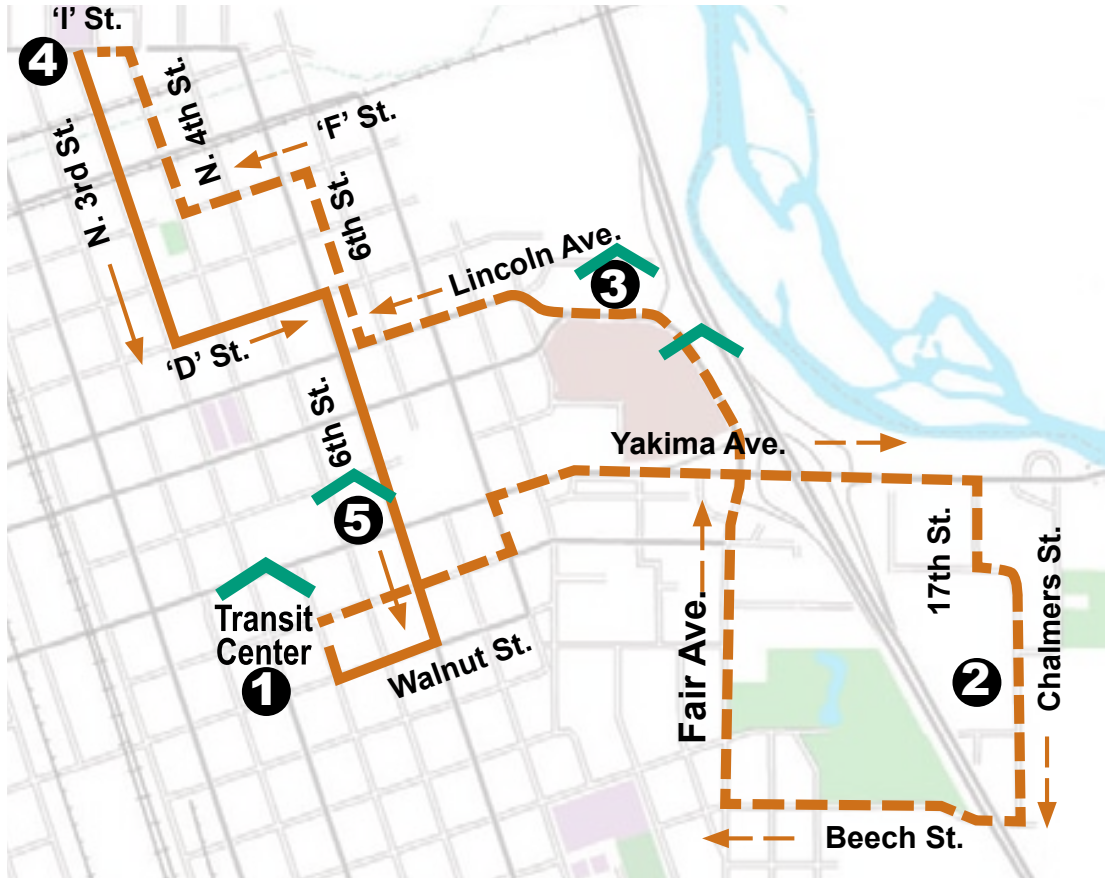 'I' St.
4
N. 4th St.
'F' St.
N. 3rd St.
6th St.
Lincoln Ave.
3
'D' St.
6th St.
Yakima Ave.
5
17th St.
Chalmers St.
Transit
Center
1
Walnut St.
Fair Ave.
2
Beech St.